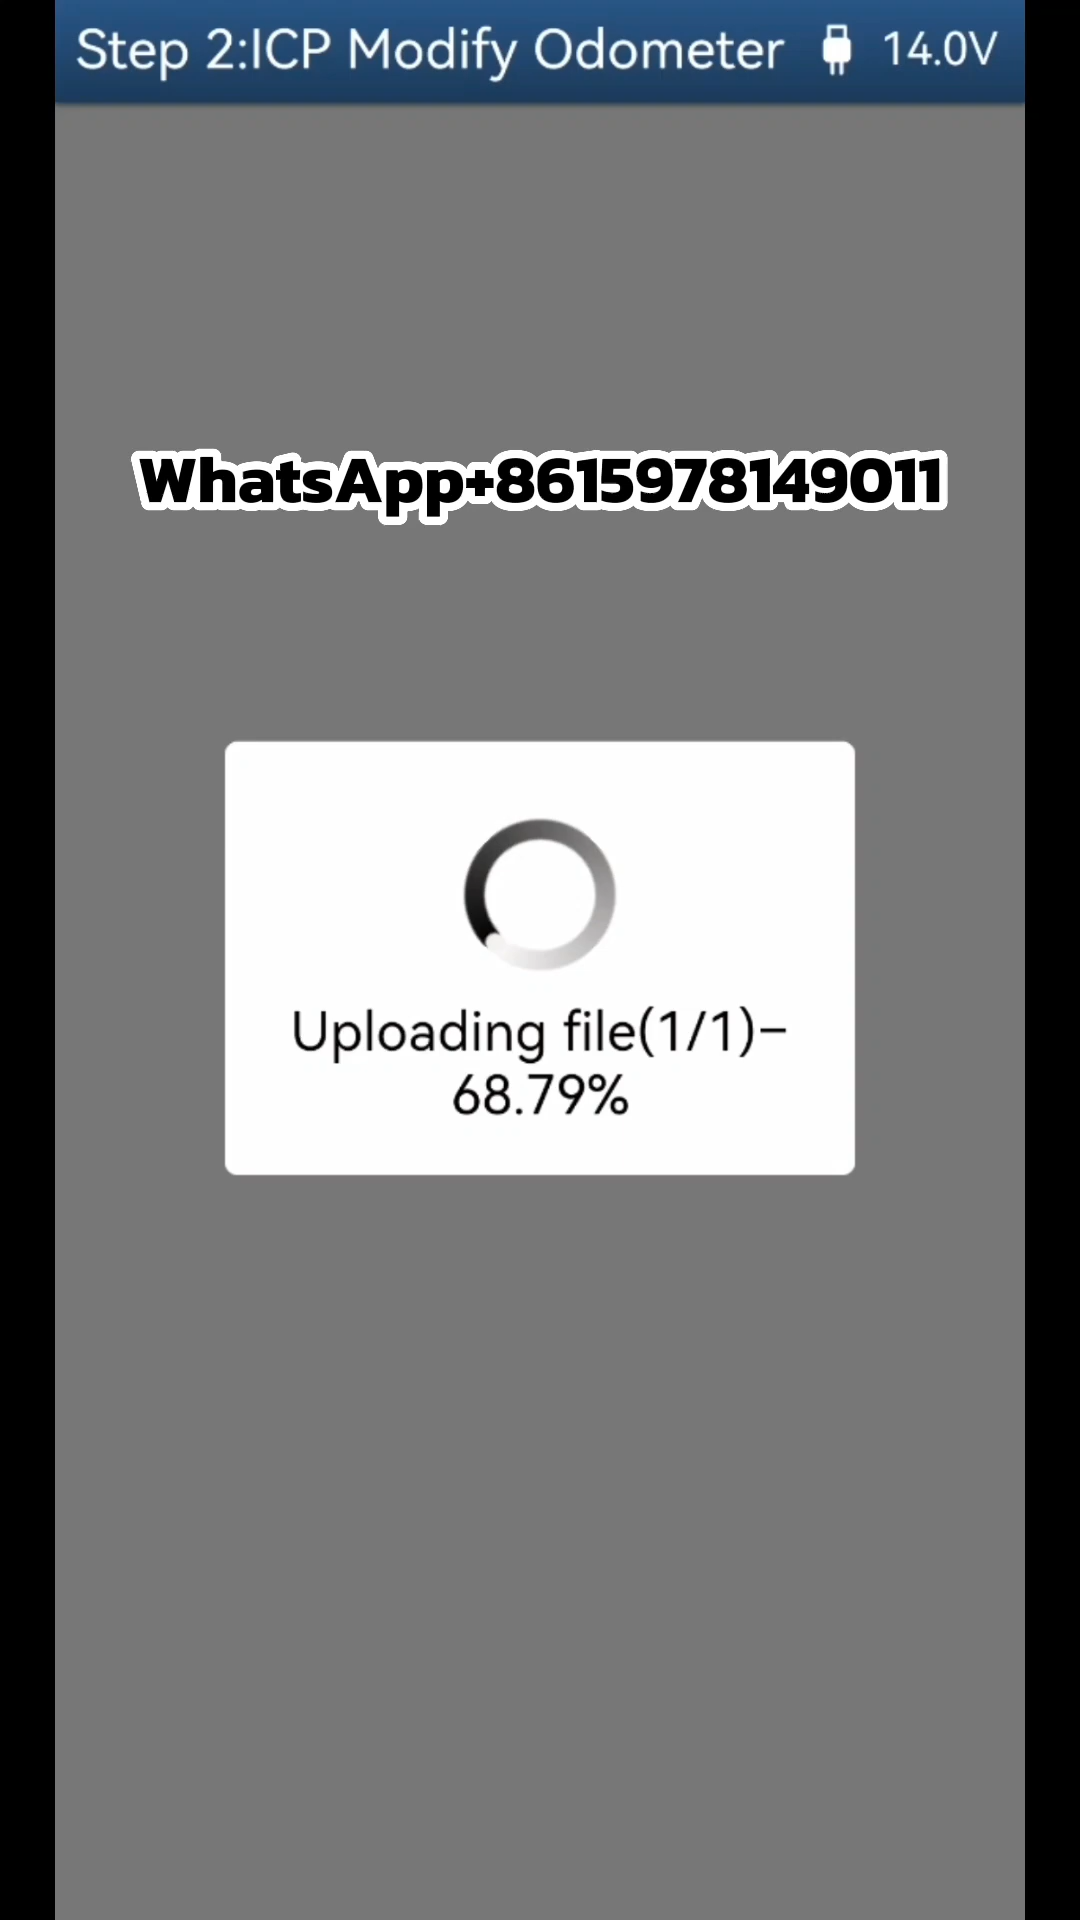 Step 2:ICP Modify Odometer 14.0V
WhatsApp+8615978149011
Uploading file(1/1)-
68.79%